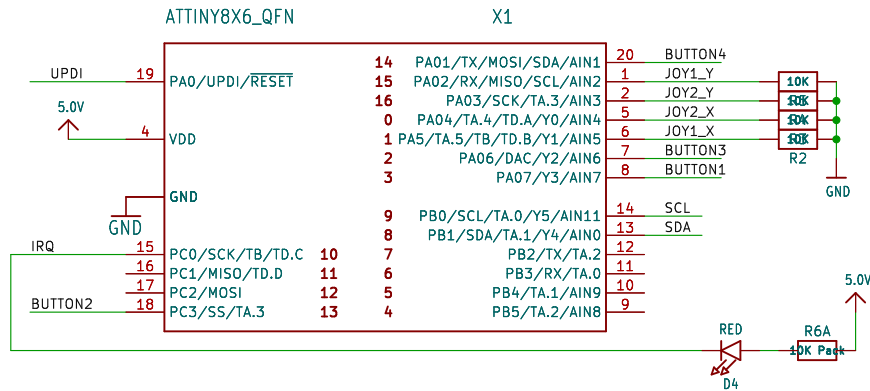 ATTINY8X6_QFN X1
14 PA01/TX/MOSI/SDA/AIN1 20 BUTTON4
UPDI 19 PA0/UPDI/RESET 15 PA02/RX/MISO/SCL/AIN2 1 JOY1_Y 10K
16 PA03/SCK/TA.3/AIN3 2 JOY2_Y
5.0V 0 PA04/TA.4/TD.A/Y0/AIN4 5 JOY2_X
4 VDD 1 PA5/TA.5/TB/TD.B/Y1/AIN5 6 JOY1_X
2 PA06/DAC/Y2/AIN6 7 BUTTON3 R2
3 PA07/Y3/AIN7 8 BUTTON1
GND
GND
GND
9 PB0/SCL/TA.0/Y5/AIN11 14 SCL
8 PB1/SDA/TA.1/Y4/AIN0 13 SDA
IRQ 15 PC0/SCK/TB/TD.C 10 7 PB2/TX/TA.2 12
16 PC1/MISO/TD.D 11 6 PB3/RX/TA.0 11
17 PC2/MOSI 12 5 PB4/TA.1/AIN9 10
BUTTON2 18 PC3/SS/TA.3 13 4 PB5/TA.2/AIN8 9
5.0V
RED R6A
10K Pack
D4